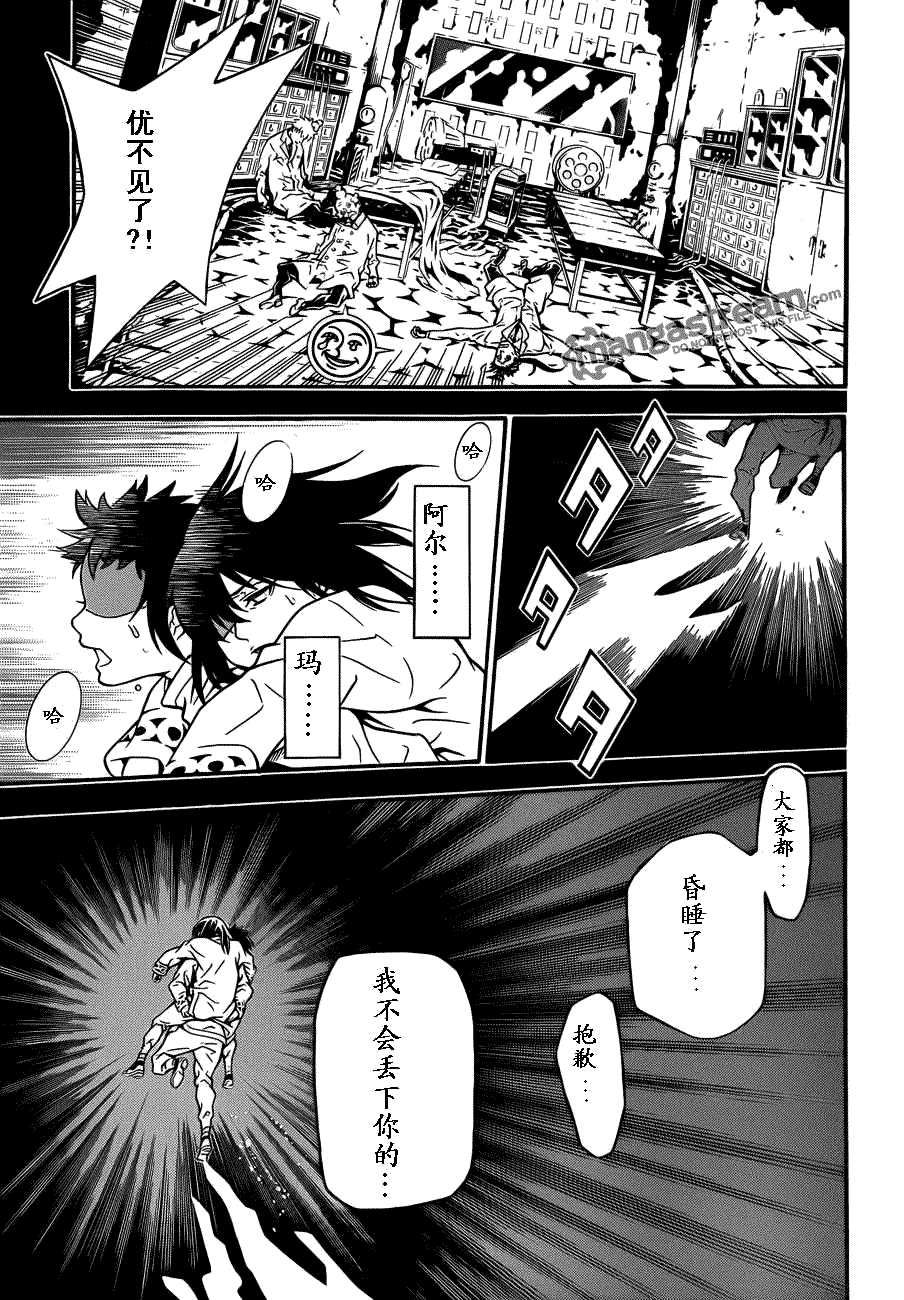 优不见了?!
mangastream.com
DO NOT REHOST THIS FILE
哈
哈
阿尔……
玛……
哈
大家都…
昏睡了…
抱歉…
我不会丢下你的…